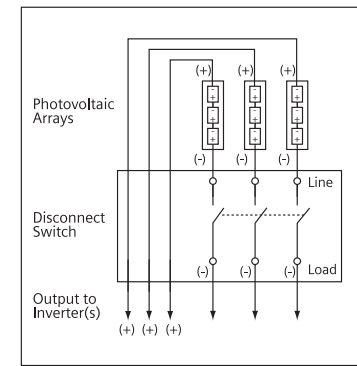 (+) (+) (+)
Photovoltaic
Arrays
- + - + - +
- + - + - +
- + - + - +
(-) (-) (-)
Line
Disconnect
Switch
(-) (-) (-) Load
Output to
Inverter(s)
(+) (+) (+)